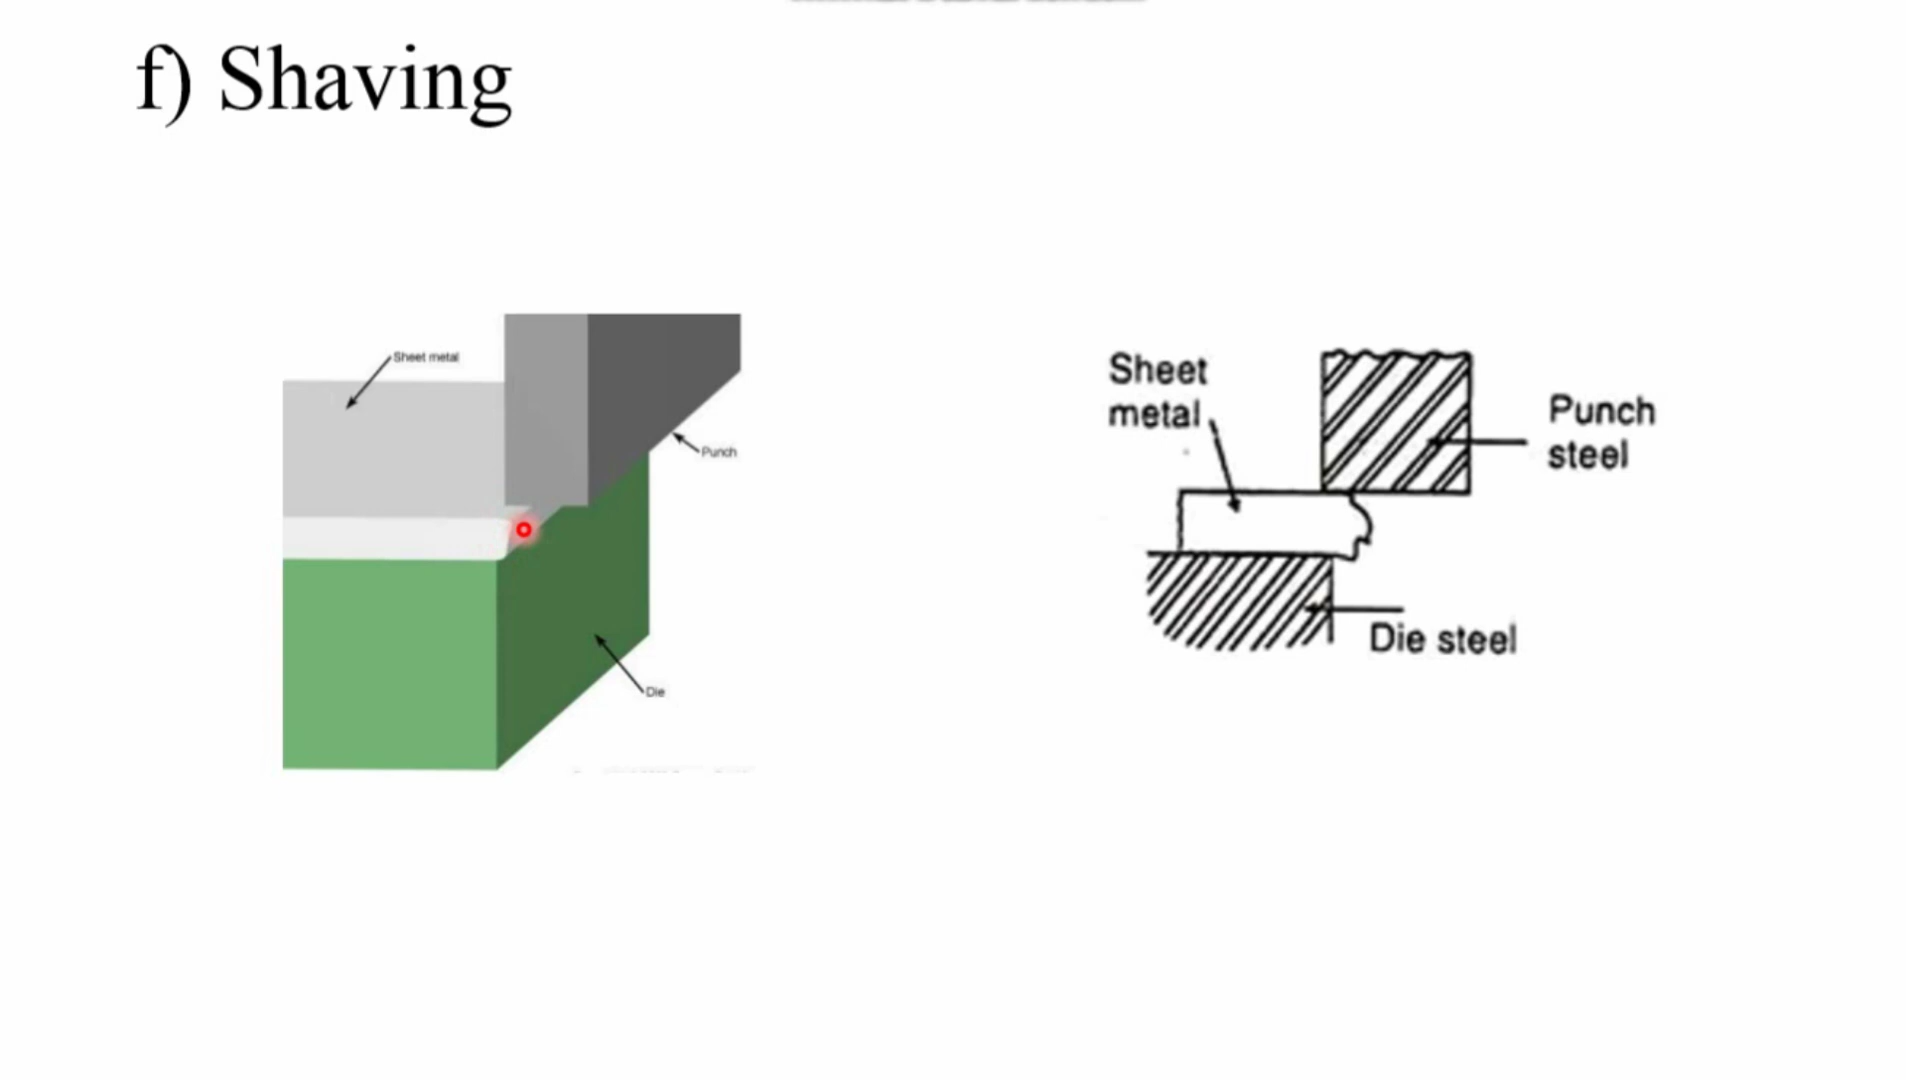 f) Shaving
Sheet metal
Punch
Die
Sheet
metal
Punch
steel
Die steel